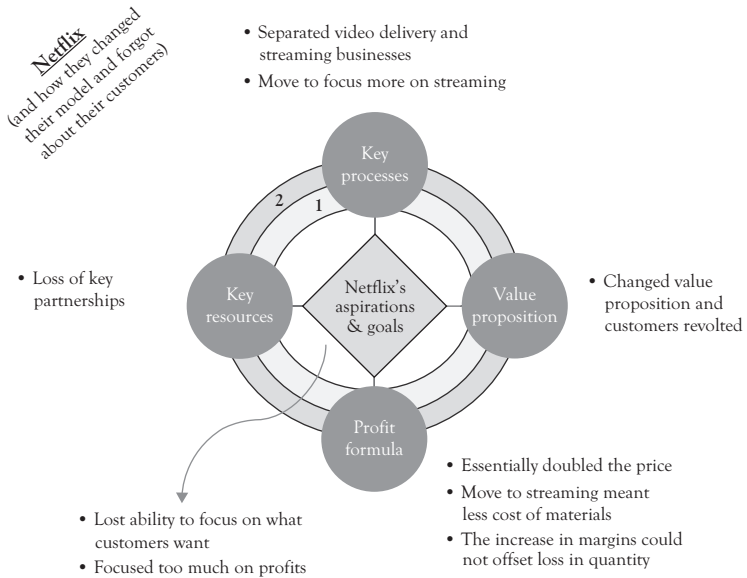 Netflix
(and how they changed
their model and forgot
about their customers)
• Separated video delivery and
streaming businesses
• Move to focus more on streaming
Key
processes
2
1
• Loss of key
partnerships
Key
resources
Netflix's
aspirations
& goals
Value
proposition
• Changed value
proposition and
customers revolted
Profit
formula
• Essentially doubled the price
• Move to streaming meant
less cost of materials
• The increase in margins could
not offset loss in quantity
• Lost ability to focus on what
customers want
• Focused too much on profits